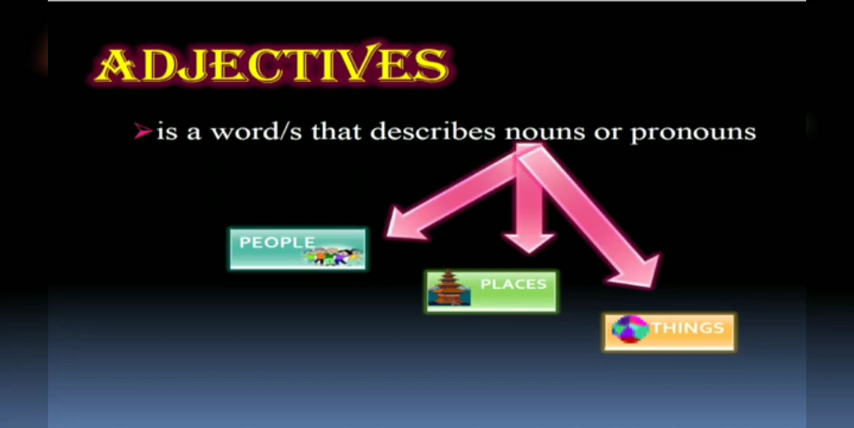 ADJECTIVES
is a word/s that describes nouns or pronouns
PEOPLE
PLACES
THINGS